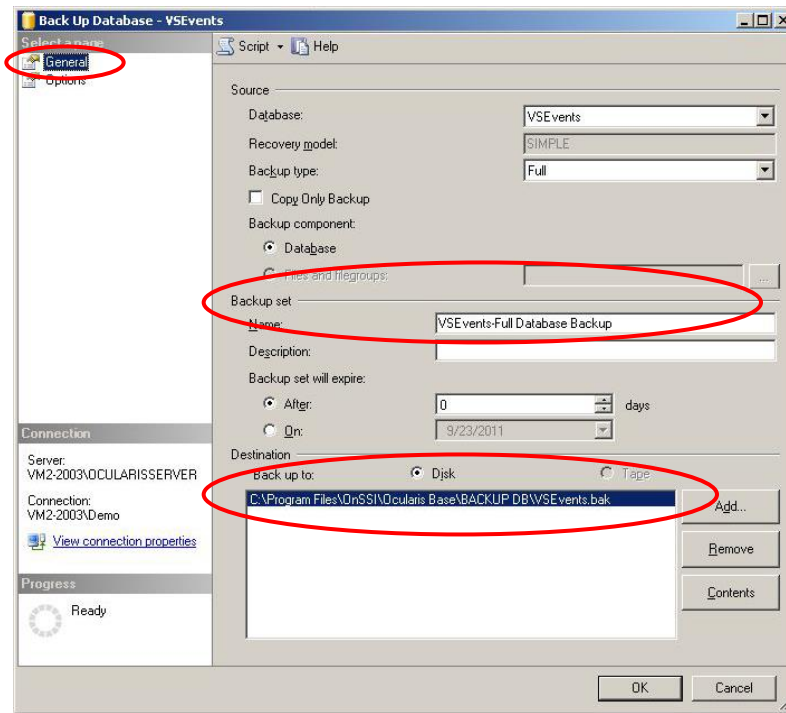 Back Up Database - VSEvents
Select a page
General
Options
Script
Help
Source
Database:
VSEvents
Recovery model:
SIMPLE
Backup type:
Full
Copy Only Backup
Backup component:
Database
Files and filegroups:
...
Backup set
Name:
VSEvents-Full Database Backup
Description:
Backup set will expire:
After:
0
days
On:
9/23/2011
Destination
Back up to:
Disk
Tape
C:\Program Files\OnSSI\Ocularis Base\BACKUP DB\VSEvents.bak
Add...
Remove
Contents
Connection
Server:
VM2-2003\OCULARISSERVER
Connection:
VM2-2003\Demo
View connection properties
Progress
Ready
OK
Cancel